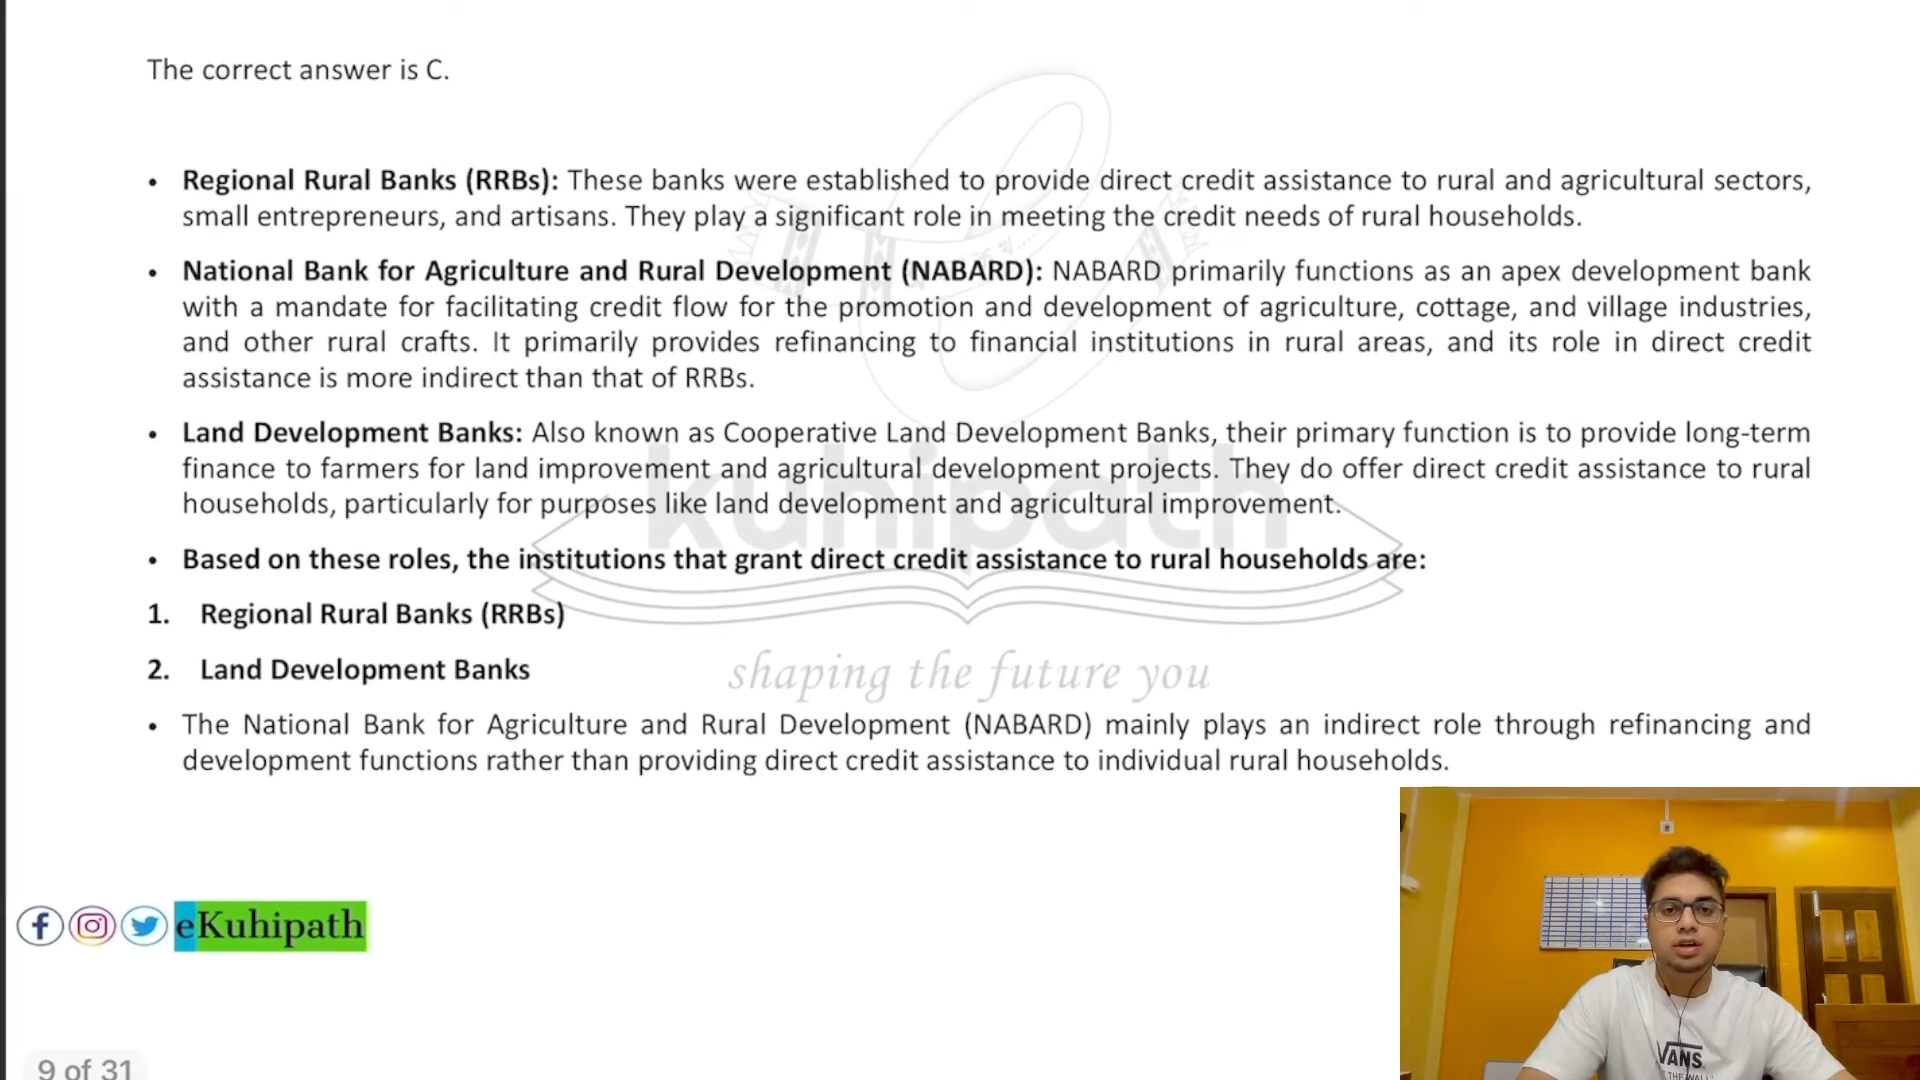 The correct answer is C.
• Regional Rural Banks (RRBs): These banks were established to provide direct credit assistance to rural and agricultural sectors,
small entrepreneurs, and artisans. They play a significant role in meeting the credit needs of rural households.
• National Bank for Agriculture and Rural Development (NABARD): NABARD primarily functions as an apex development bank
with a mandate for facilitating credit flow for the promotion and development of agriculture, cottage, and village industries,
and other rural crafts. It primarily provides refinancing to financial institutions in rural areas, and its role in direct credit
assistance is more indirect than that of RRBs.
• Land Development Banks: Also known as Cooperative Land Development Banks, their primary function is to provide long-term
finance to farmers for land improvement and agricultural development projects. They do offer direct credit assistance to rural
households, particularly for purposes like land development and agricultural improvement.
• Based on these roles, the institutions that grant direct credit assistance to rural households are:
1. Regional Rural Banks (RRBs)
2. Land Development Banks
• The National Bank for Agriculture and Rural Development (NABARD) mainly plays an indirect role through refinancing and
development functions rather than providing direct credit assistance to individual rural households.
kuhipath
shaping the future you
eKuhipath
9 of 31
VANS
THE WALL"